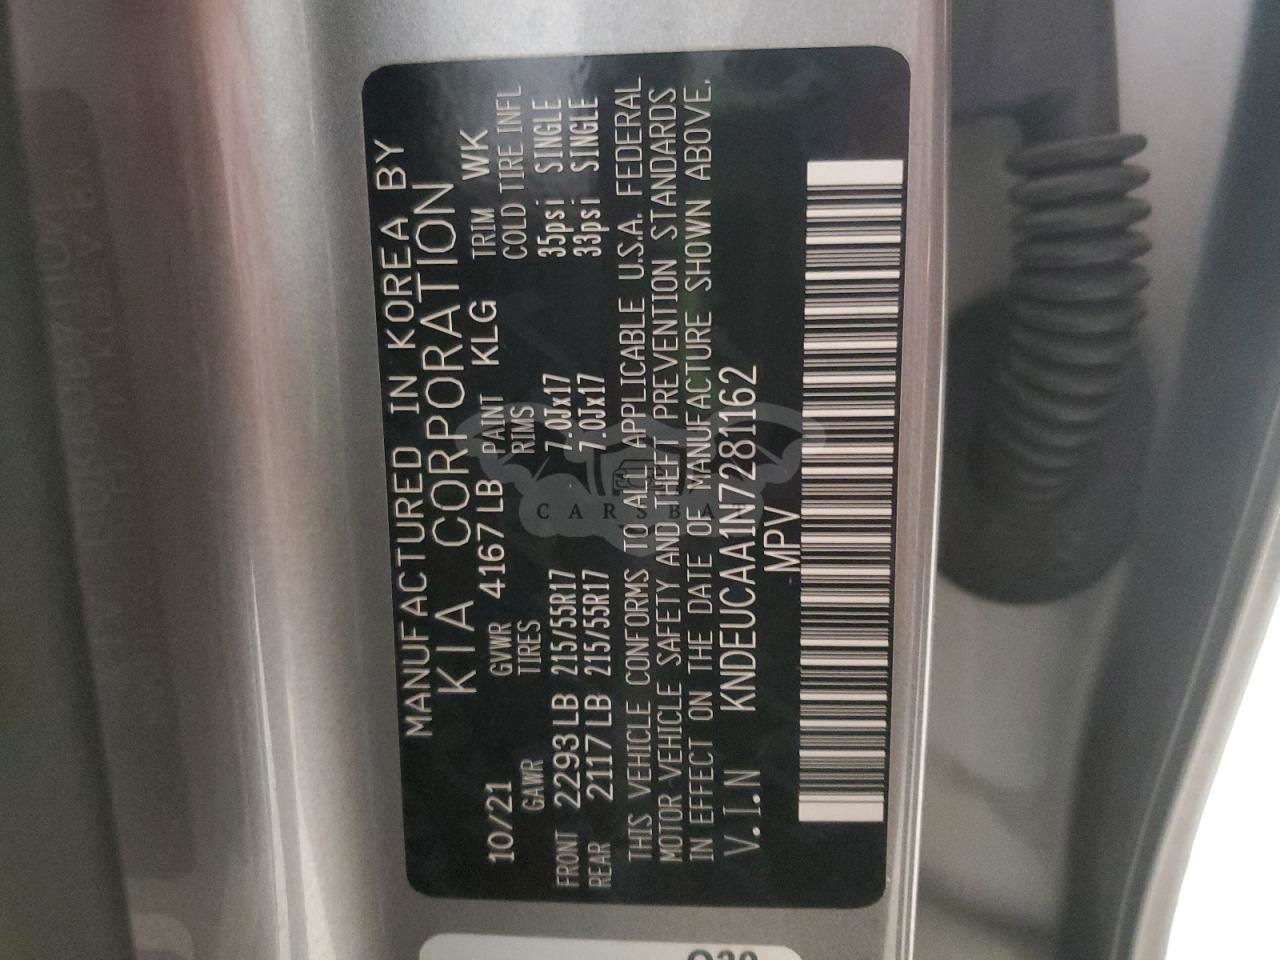 MANUFACTURED IN KOREA BY
KIA CORPORATION
10/21 GVWR 4167 LB PAINT KLG TRIM WK
GAWR TIRES RIMS COLD TIRE INFL
FRONT 2293 LB 215/55R17 7.0Jx17 35psi SINGLE
REAR 2117 LB 215/55R17 7.0Jx17 33psi SINGLE
THIS VEHICLE CONFORMS TO ALL APPLICABLE U.S.A. FEDERAL
MOTOR VEHICLE SAFETY AND THEFT PREVENTION STANDARDS
IN EFFECT ON THE DATE OF MANUFACTURE SHOWN ABOVE.
V.I.N KNDEUCAA1N7281162
MPV